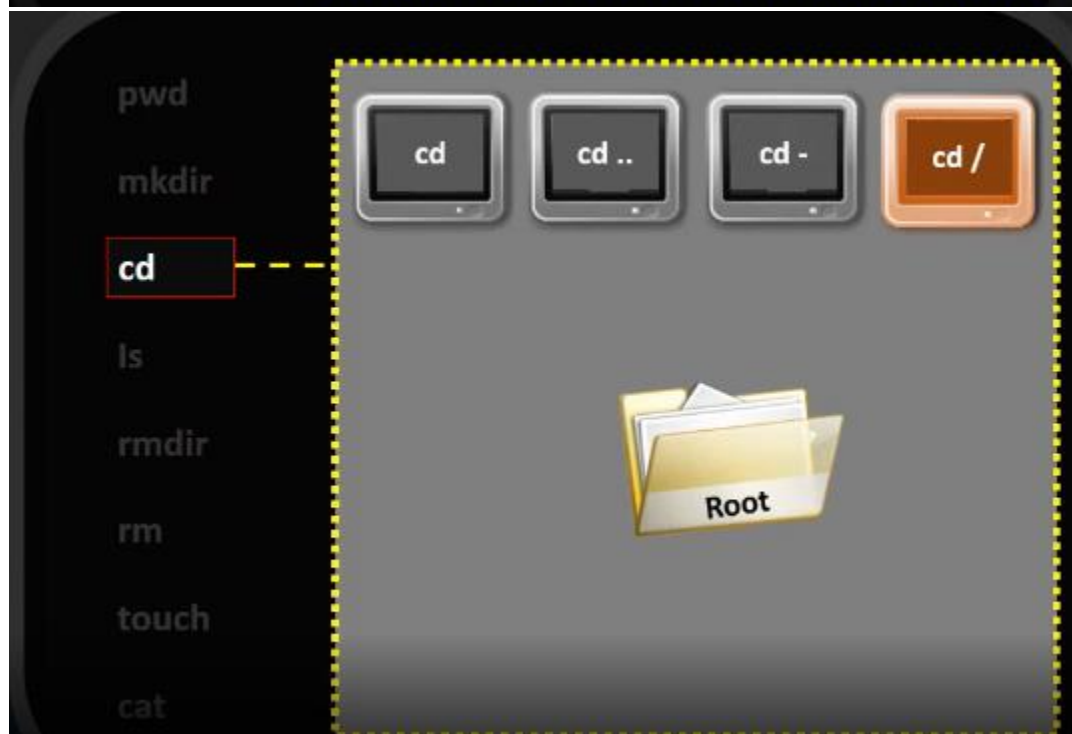 pwd
mkdir
cd
ls
rmdir
rm
touch
cat
cd
cd ..
cd -
cd /
Root